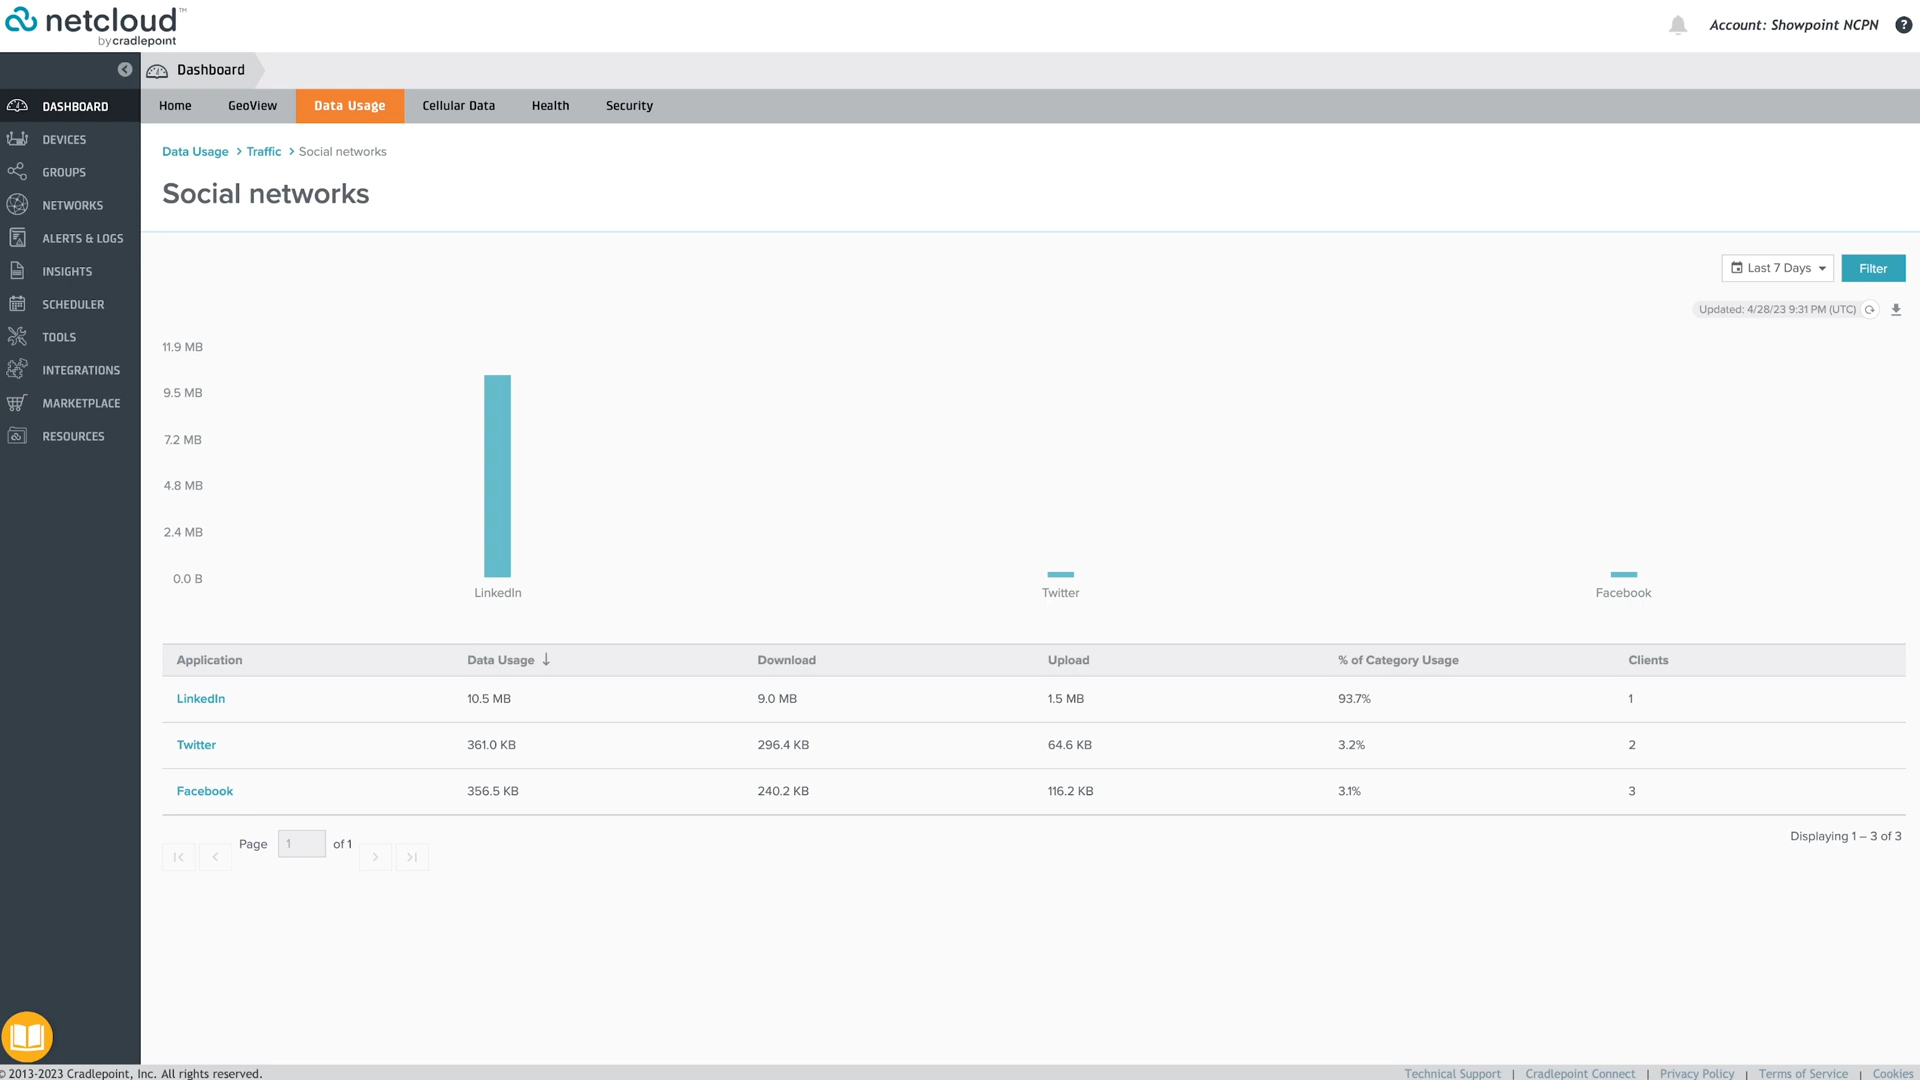 netcloud™
by cradlepoint
Account: Showpoint NCPN ?
Dashboard
DASHBOARD
DEVICES
GROUPS
NETWORKS
ALERTS & LOGS
INSIGHTS
SCHEDULER
TOOLS
INTEGRATIONS
MARKETPLACE
RESOURCES
Home GeoView Data Usage Cellular Data Health Security
Data Usage > Traffic > Social networks
Social networks
Last 7 Days Filter
Updated: 4/28/23 9:31 PM (UTC)
11.9 MB
9.5 MB
7.2 MB
4.8 MB
2.4 MB
0.0 B
LinkedIn Twitter Facebook
Application Data Usage ↓ Download Upload % of Category Usage Clients
LinkedIn 10.5 MB 9.0 MB 1.5 MB 93.7% 1
Twitter 361.0 KB 296.4 KB 64.6 KB 3.2% 2
Facebook 356.5 KB 240.2 KB 116.2 KB 3.1% 3
Page 1 of 1
Displaying 1 – 3 of 3
© 2013-2023 Cradlepoint, Inc. All rights reserved.
Technical Support | Cradlepoint Connect | Privacy Policy | Terms of Service | Cookies